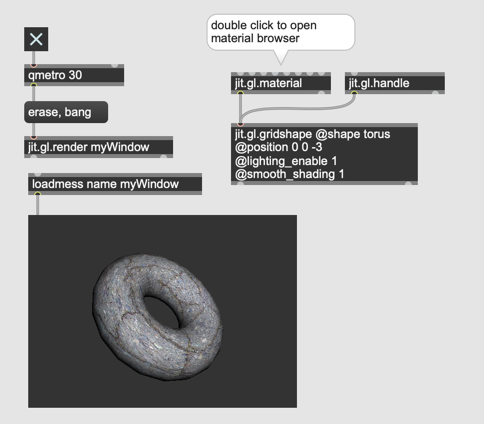 double click to open
material browser
qmetro 30
erase, bang
jit.gl.render myWindow
loadmess name myWindow
jit.gl.material
jit.gl.handle
jit.gl.gridshape @shape torus
@position 0 0 -3
@lighting_enable 1
@smooth_shading 1